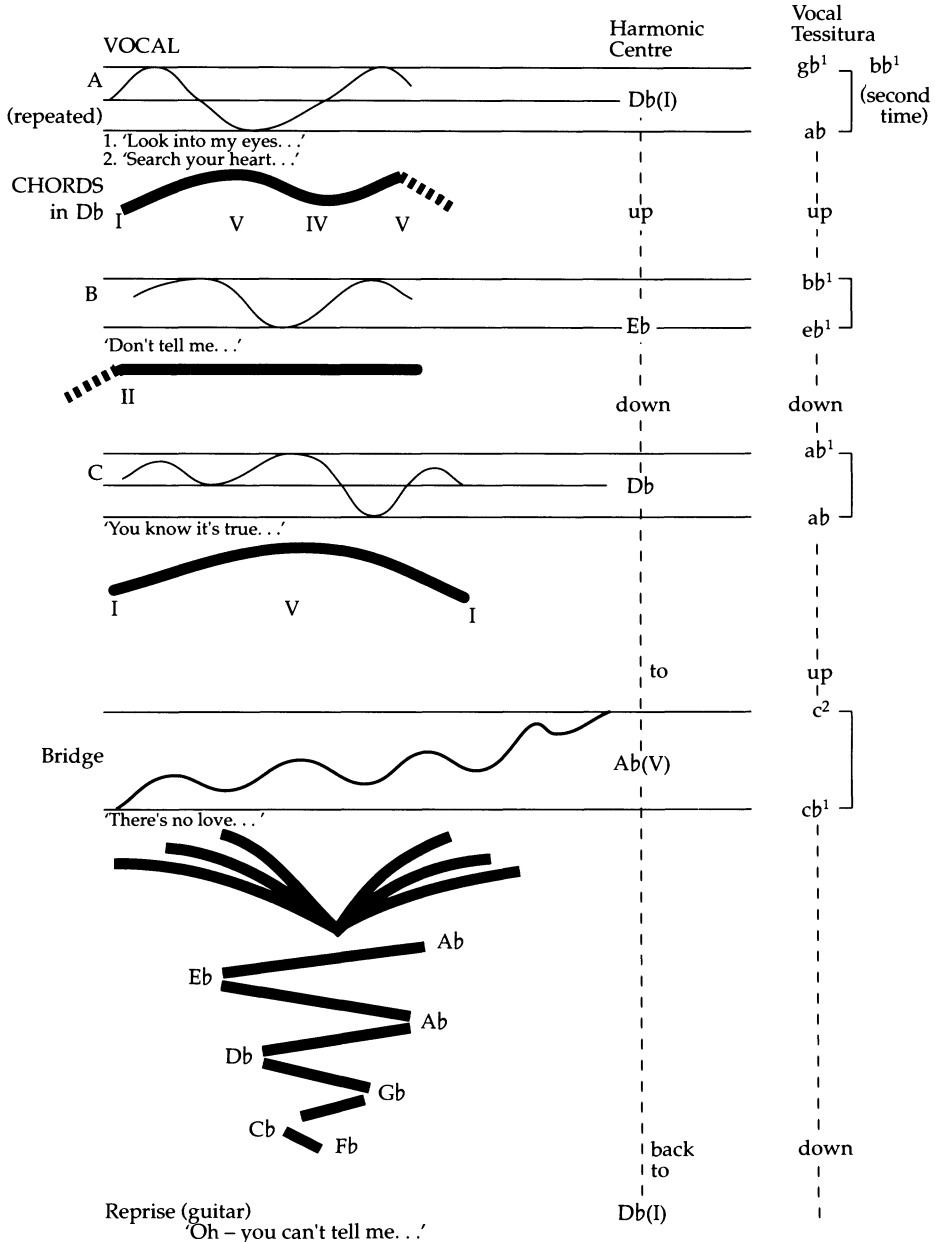 VOCAL
Harmonic
Centre
Vocal
Tessitura
A
(repeated)
Db(I)
gb¹ bb¹
(second
time)
ab
1. 'Look into my eyes. . .'
2. 'Search your heart. . .'
CHORDS
in Db
I V IV V
up up
B
bb¹
Eb
eb¹
'Don't tell me. . .'
II
down down
C
ab¹
Db
ab
'You know it's true. . .'
I V I
to up
c²
Bridge
Ab(V)
cb¹
'There's no love. . .'
Ab
Eb
Ab
Db
Gb
Cb Fb
back
to
down
Reprise (guitar)
'Oh – you can't tell me. . .'
Db(I)